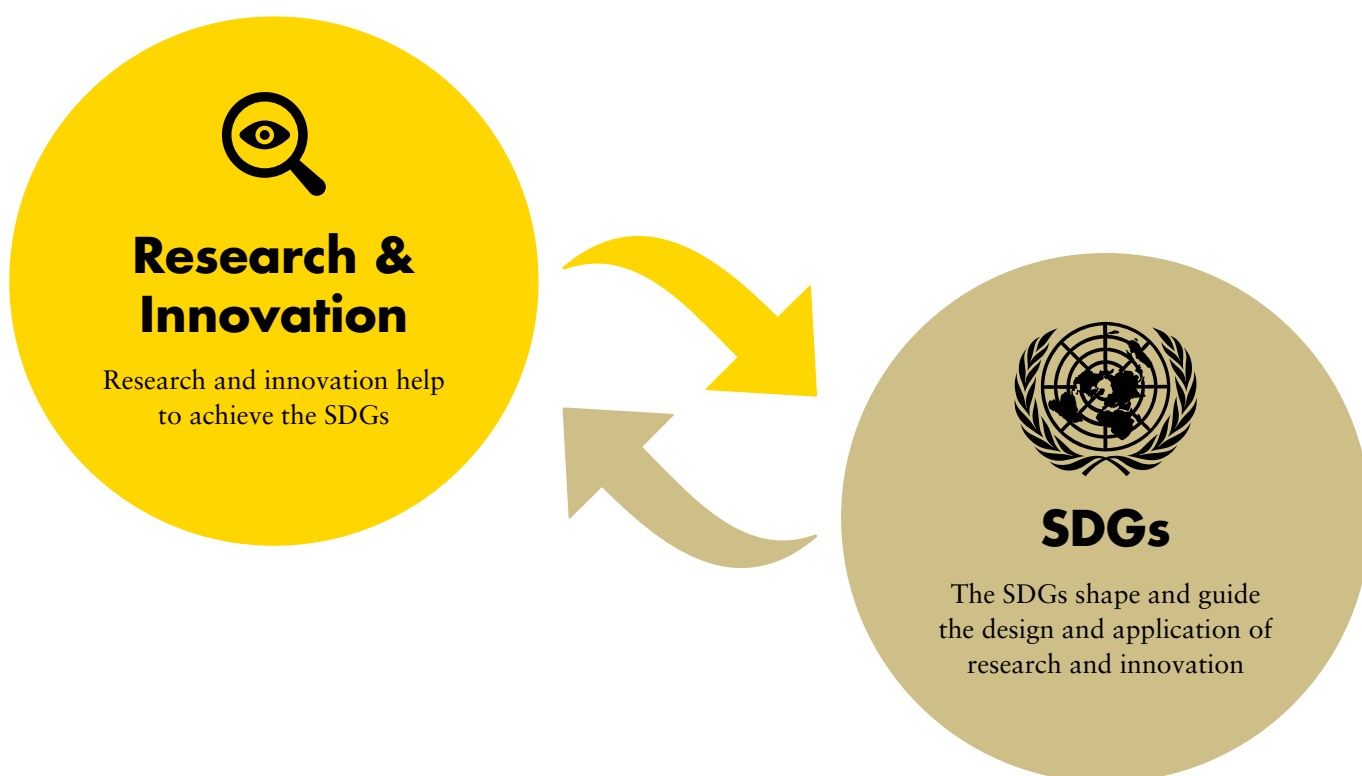 Research &
Innovation
Research and innovation help
to achieve the SDGs
SDGs
The SDGs shape and guide
the design and application of
research and innovation